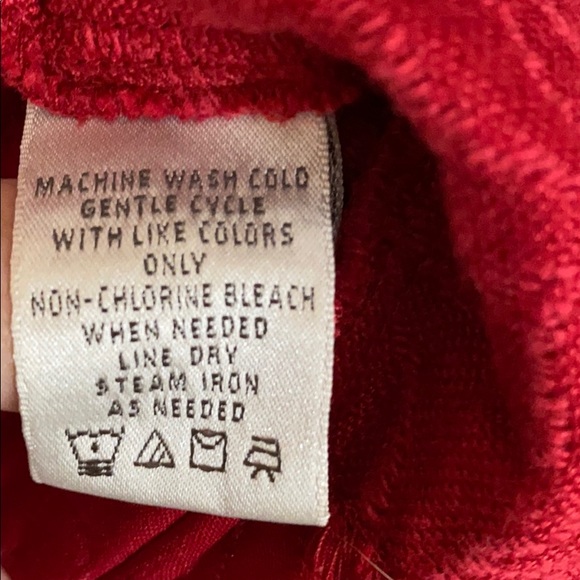 MACHINE WASH COLD
GENTLE CYCLE
WITH LIKE COLORS
ONLY
NON-CHLORINE BLEACH
WHEN NEEDED
LINE DRY
STEAM IRON
AS NEEDED